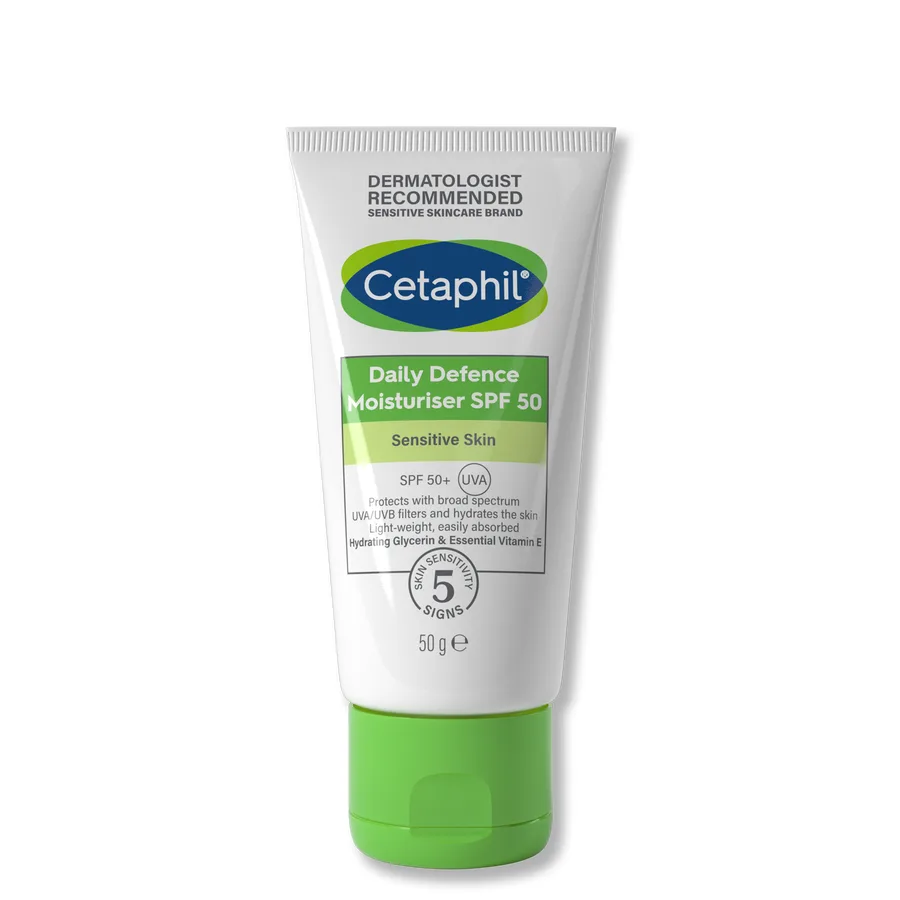 DERMATOLOGIST
RECOMMENDED
SENSITIVE SKINCARE BRAND
Cetaphil®
Daily Defence
Moisturiser SPF 50
Sensitive Skin
SPF 50+ UVA
Protects with broad spectrum
UVA/UVB filters and hydrates the skin
Light-weight, easily absorbed
Hydrating Glycerin & Essential Vitamin E
SKIN SENSITIVITY
5
SIGNS
50 g ℮